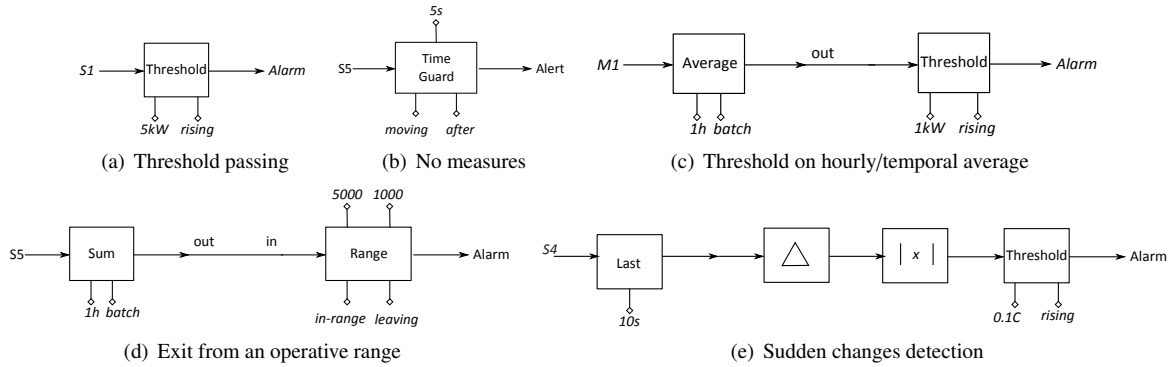 5s
S1 Threshold Alarm
5kW rising
(a) Threshold passing
S5 Time Guard Alert
moving after
(b) No measures
M1 Average out Threshold Alarm
1h batch 1kW rising
(c) Threshold on hourly/temporal average
5000 1000
S5 Sum out in Range Alarm
1h batch in-range leaving
(d) Exit from an operative range
S4 Last △ | x | Threshold Alarm
10s 0.1C rising
(e) Sudden changes detection